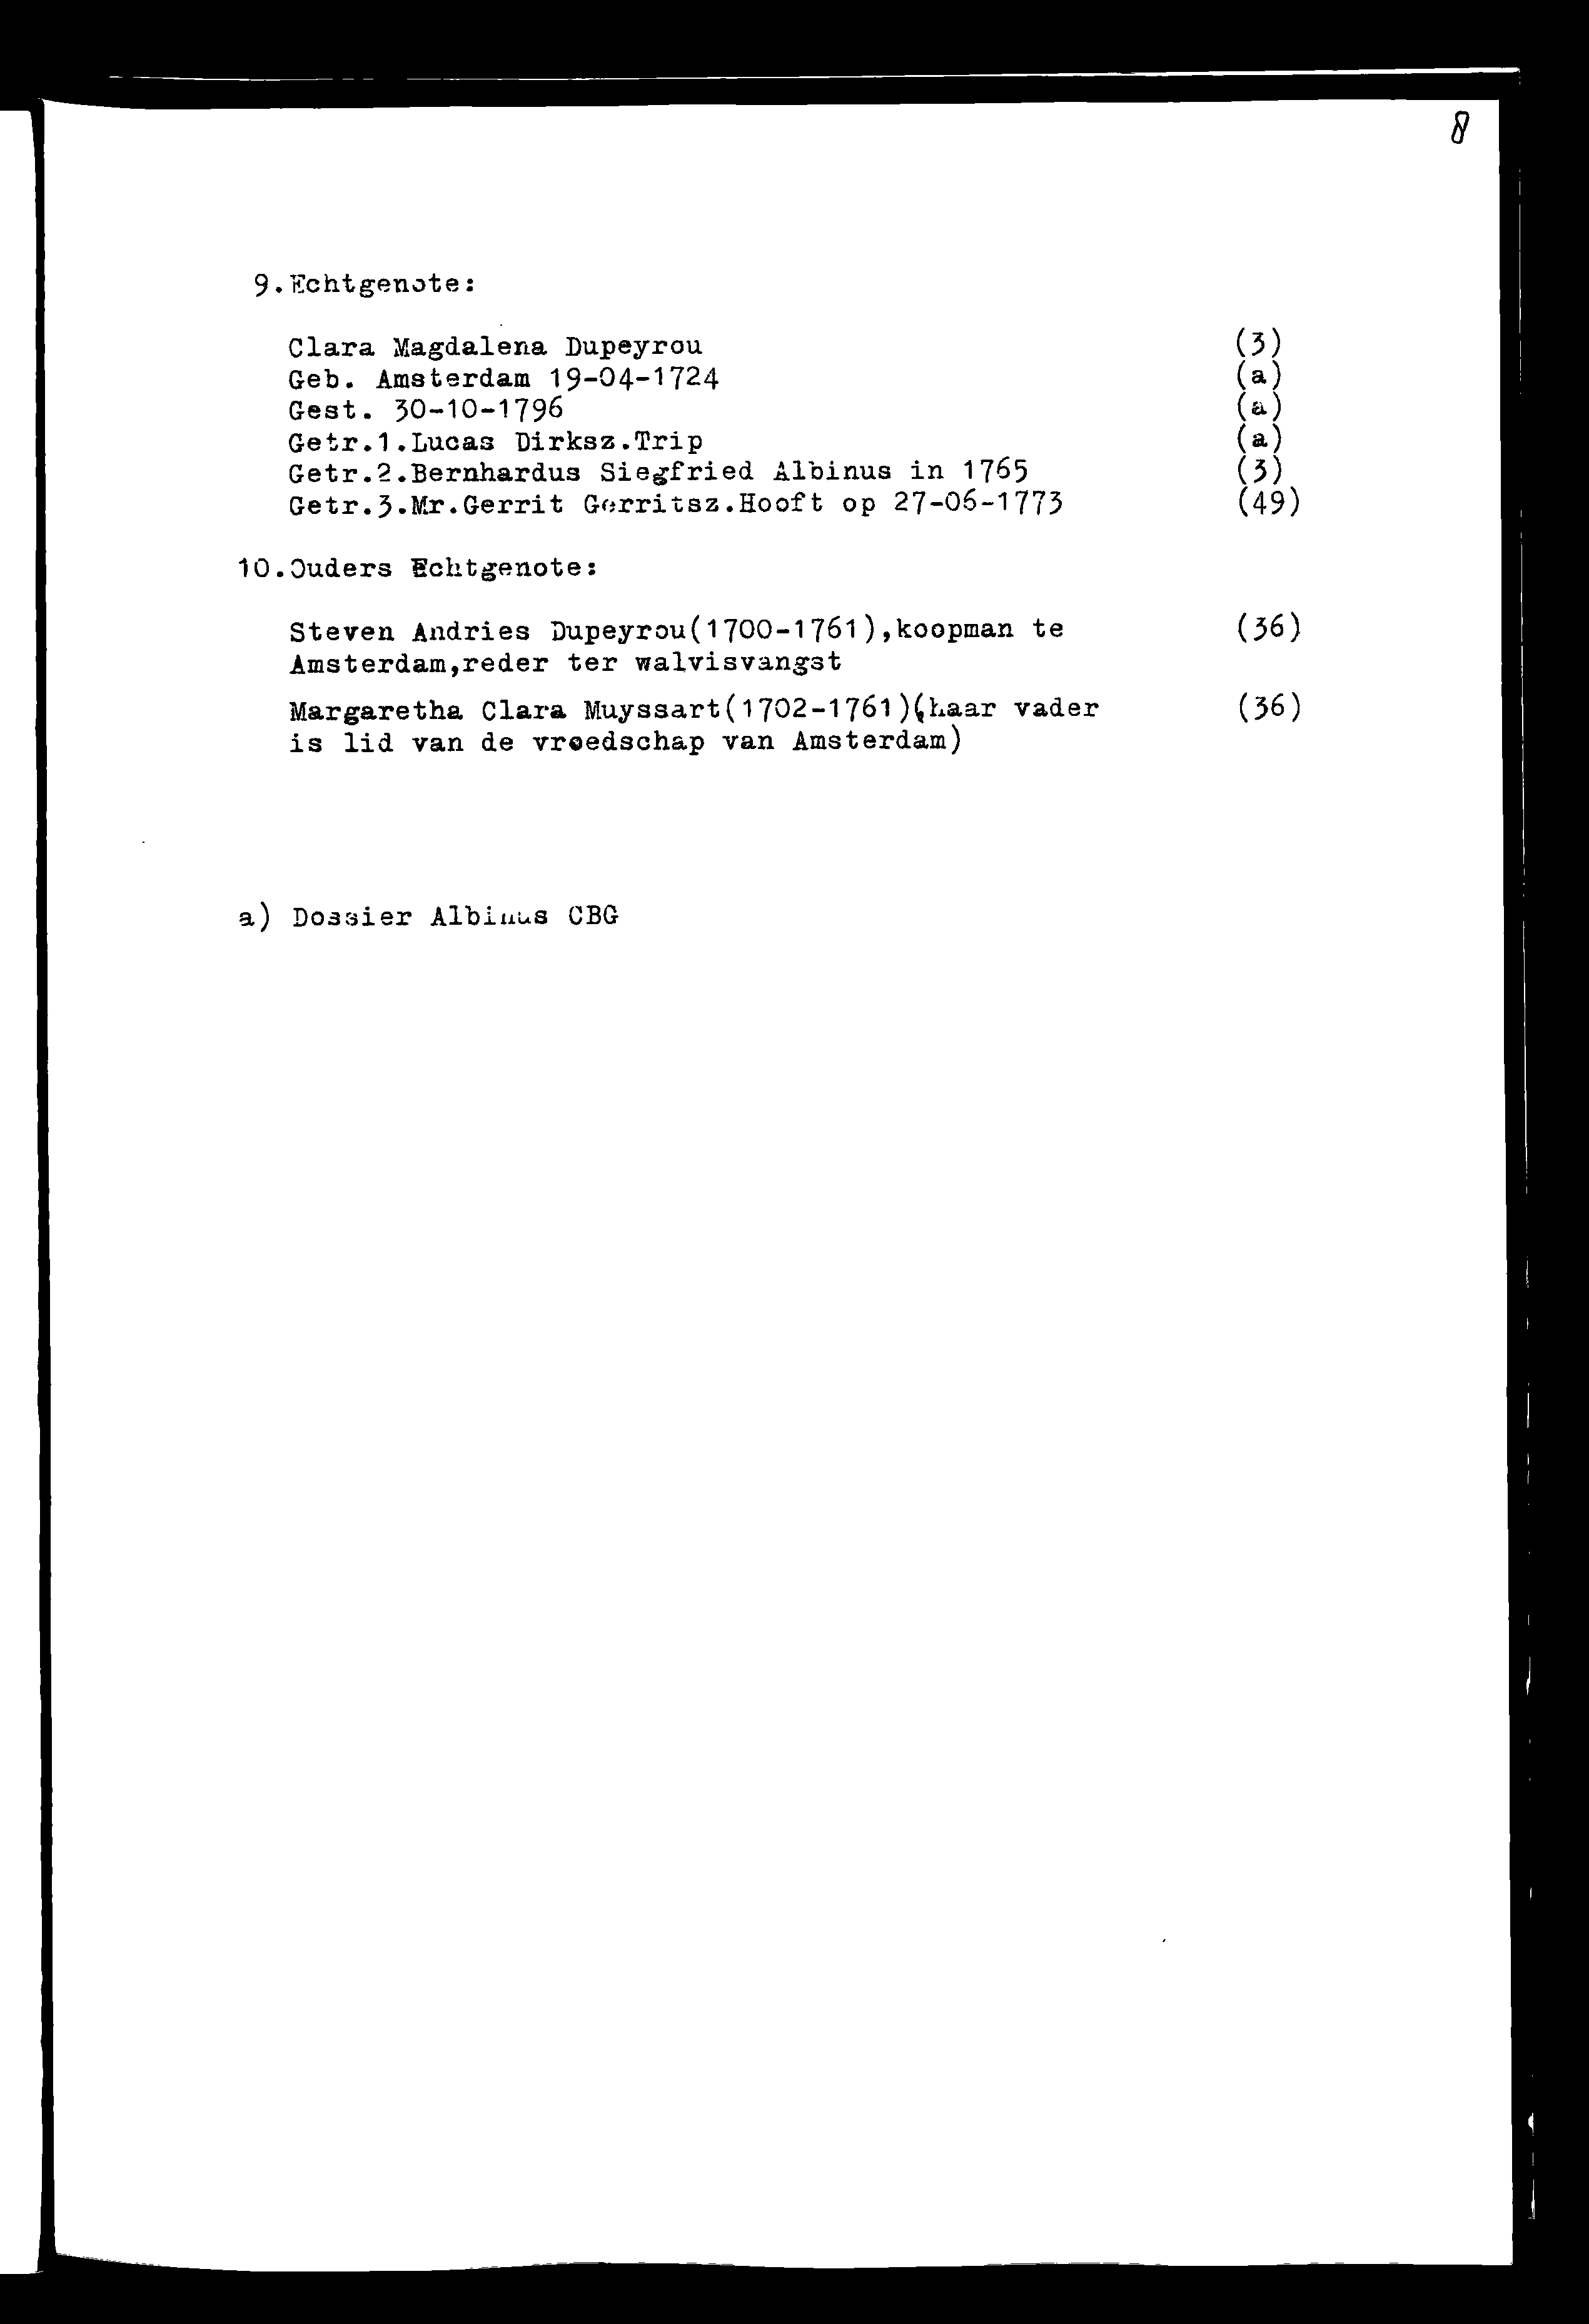 8
9.Echtgenote:
Clara Magdalena Dupeyrou (3)
Geb. Amsterdam 19-04-1724 (a)
Gest. 30-10-1796 (a)
Getr.1.Lucas Dirksz.Trip (a)
Getr.2.Bernhardus Siegfried Albinus in 1765 (3)
Getr.3.Mr.Gerrit Gerritsz.Hooft op 27-06-1773 (49)
10.Ouders Echtgenote:
Steven Andries Dupeyrou(1700-1761),koopman te (36)
Amsterdam,reder ter walvisvangst
Margaretha Clara Muyssart(1702-1761)(haar vader (36)
is lid van de vroedschap van Amsterdam)
a) Dossier Albinus CBG